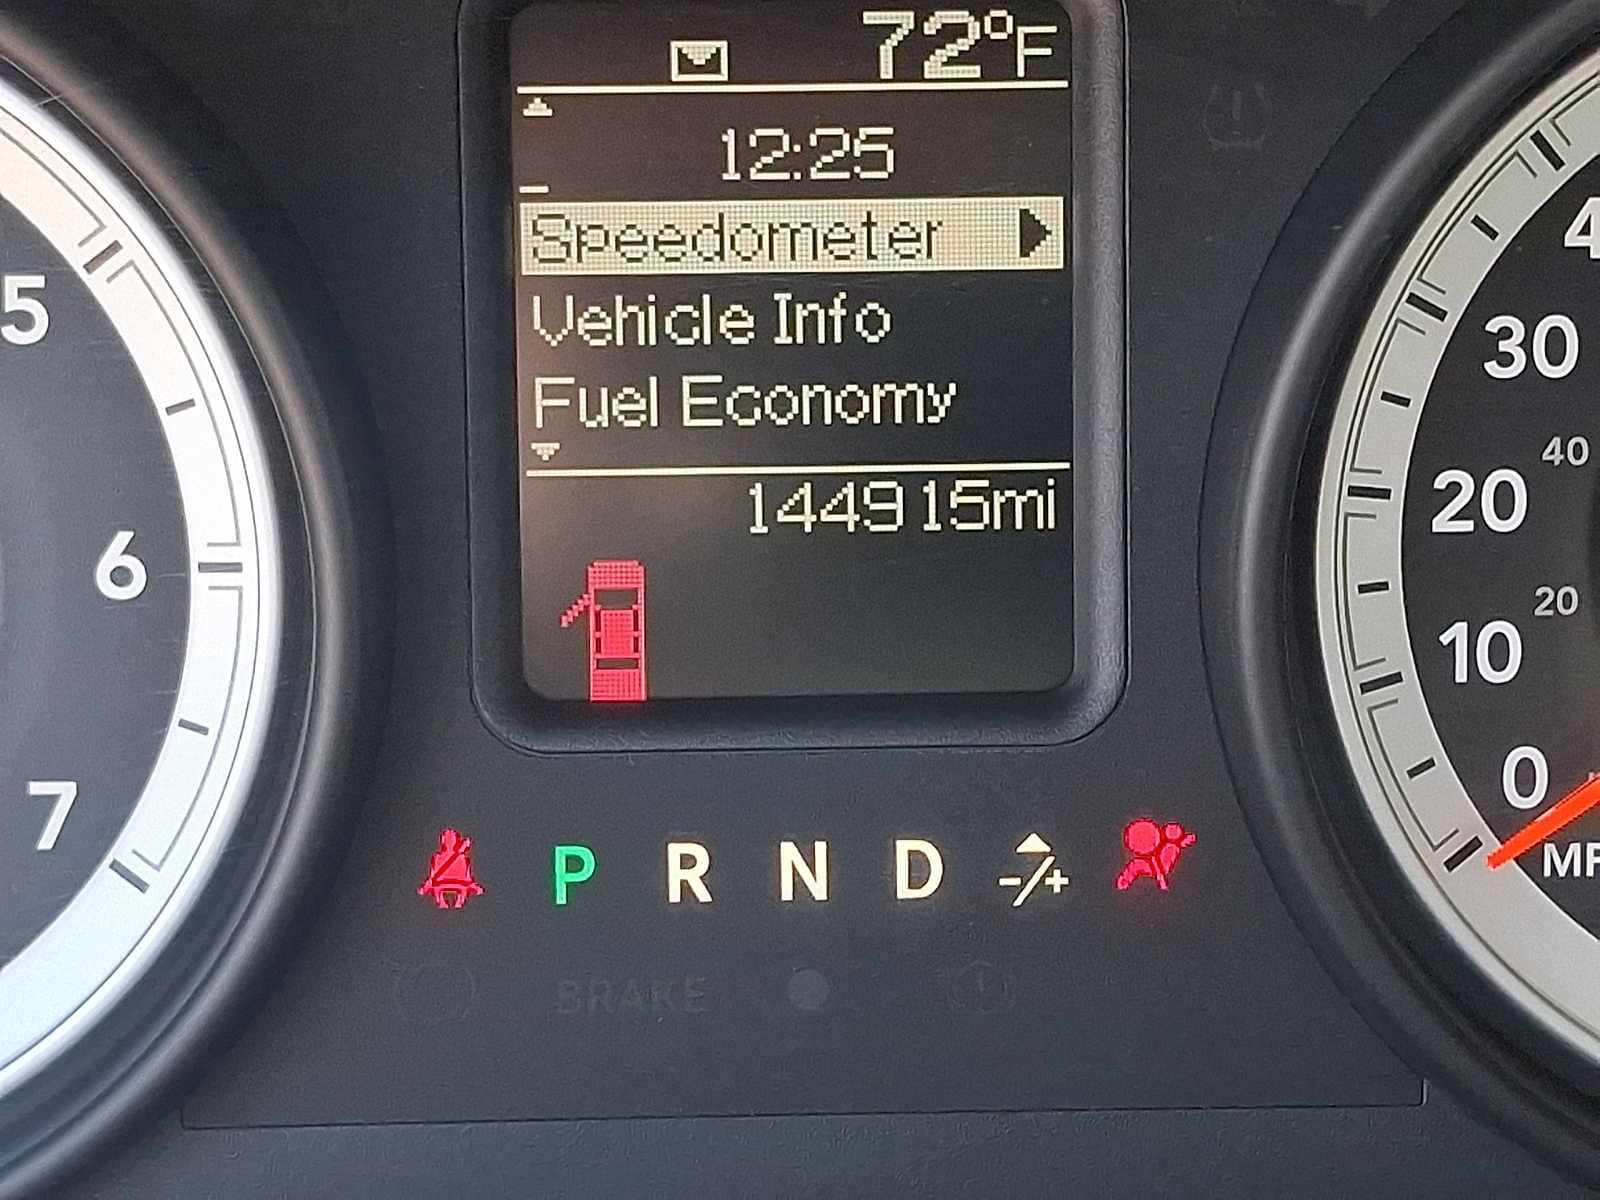 72°F
12:25
Speedometer
Vehicle Info
Fuel Economy
144915mi
P R N D -/+
BRAKE
5
6
7
4
30
40
20
20
10
0